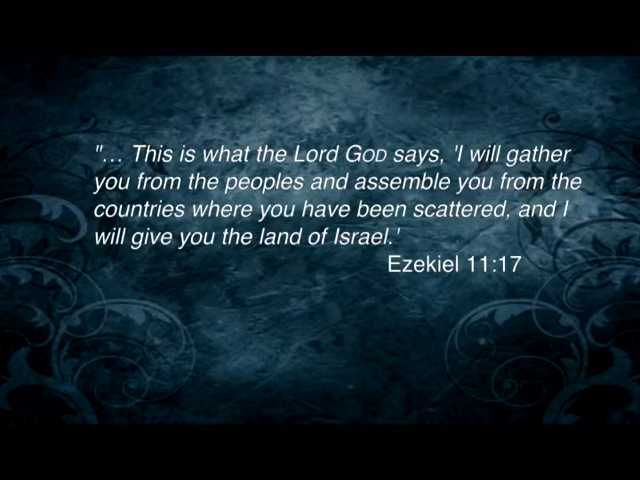 "... This is what the Lord GOD says, 'I will gather
you from the peoples and assemble you from the
countries where you have been scattered, and I
will give you the land of Israel.'
Ezekiel 11:17